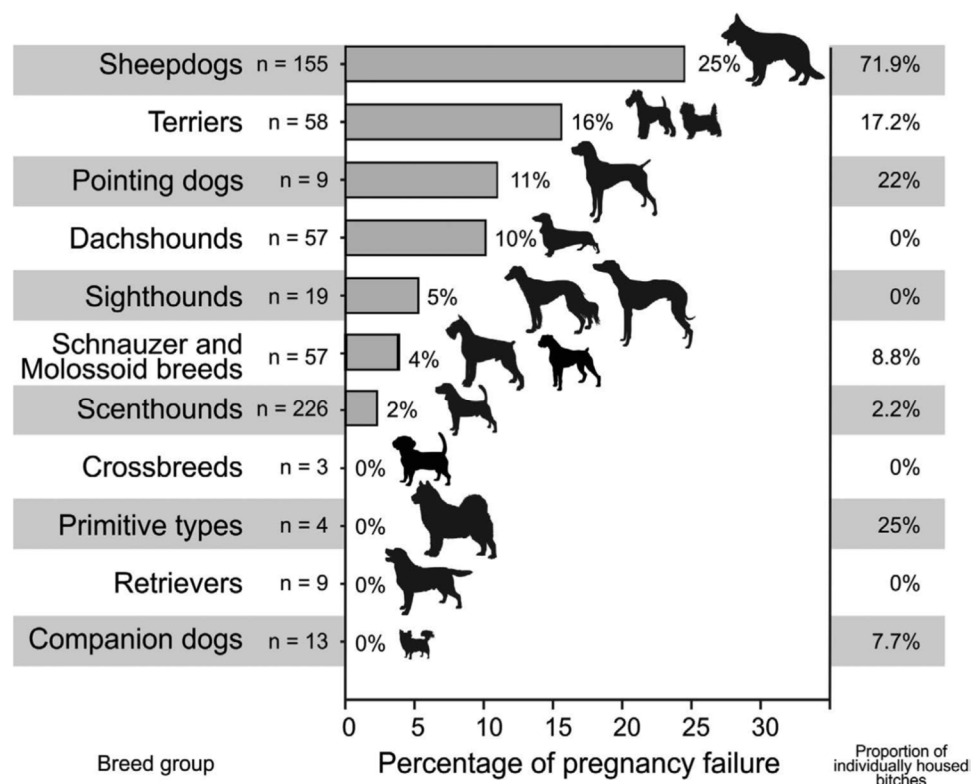 Sheepdogs n = 155 25% 71.9%
Terriers n = 58 16% 17.2%
Pointing dogs n = 9 11% 22%
Dachshounds n = 57 10% 0%
Sighthounds n = 19 5% 0%
Schnauzer and
Molossoid breeds n = 57 4% 8.8%
Scenthounds n = 226 2% 2.2%
Crossbreeds n = 3 0% 0%
Primitive types n = 4 0% 25%
Retrievers n = 9 0% 0%
Companion dogs n = 13 0% 7.7%
0 5 10 15 20 25 30
Breed group
Percentage of pregnancy failure
Proportion of
individually housed
bitches